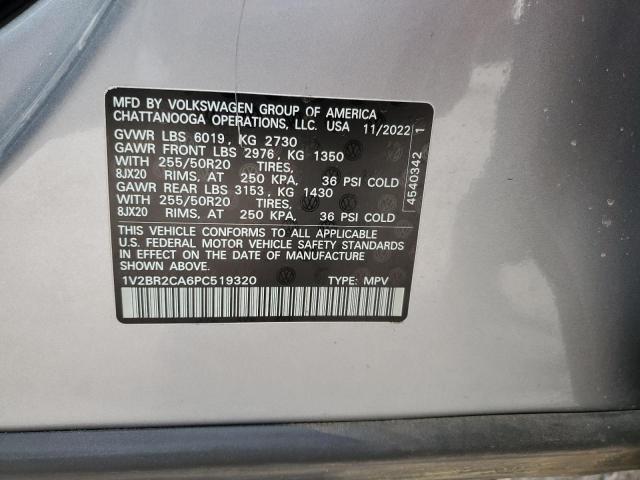 MFD BY VOLKSWAGEN GROUP OF AMERICA
CHATTANOOGA OPERATIONS, LLC. USA 11/2022
GVWR LBS 6019, KG 2730
GAWR FRONT LBS 2976, KG 1350
WITH 255/50R20 TIRES,
8JX20 RIMS, AT 250 KPA, 36 PSI COLD
GAWR REAR LBS 3153, KG 1430
WITH 255/50R20 TIRES,
8JX20 RIMS, AT 250 KPA, 36 PSI COLD
THIS VEHICLE CONFORMS TO ALL APPLICABLE
U.S. FEDERAL MOTOR VEHICLE SAFETY STANDARDS
IN EFFECT ON THE DATE OF MANUFACTURE
SHOWN ABOVE.
1V2BR2CA6PC519320 TYPE: MPV
4540342 1